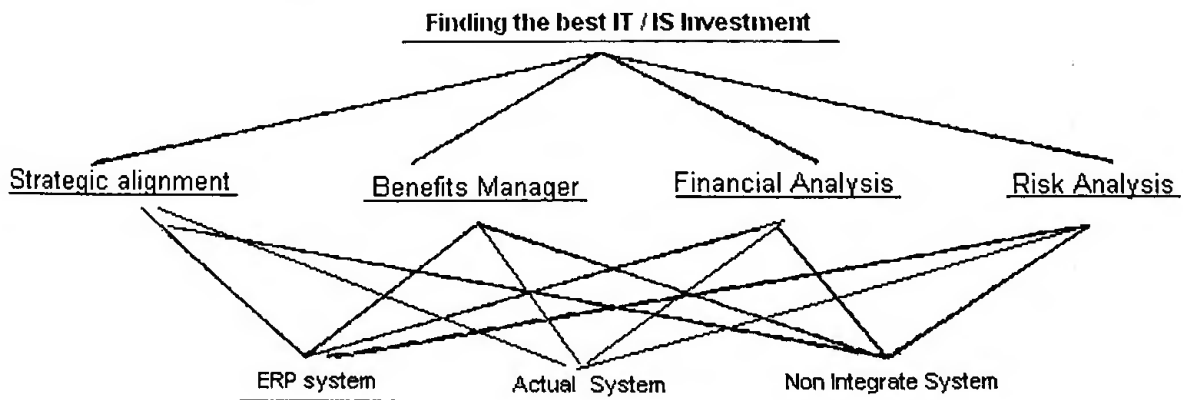 Finding the best IT / IS Investment
Strategic alignment
Benefits Manager
Financial Analysis
Risk Analysis
ERP system
Actual System
Non Integrate System